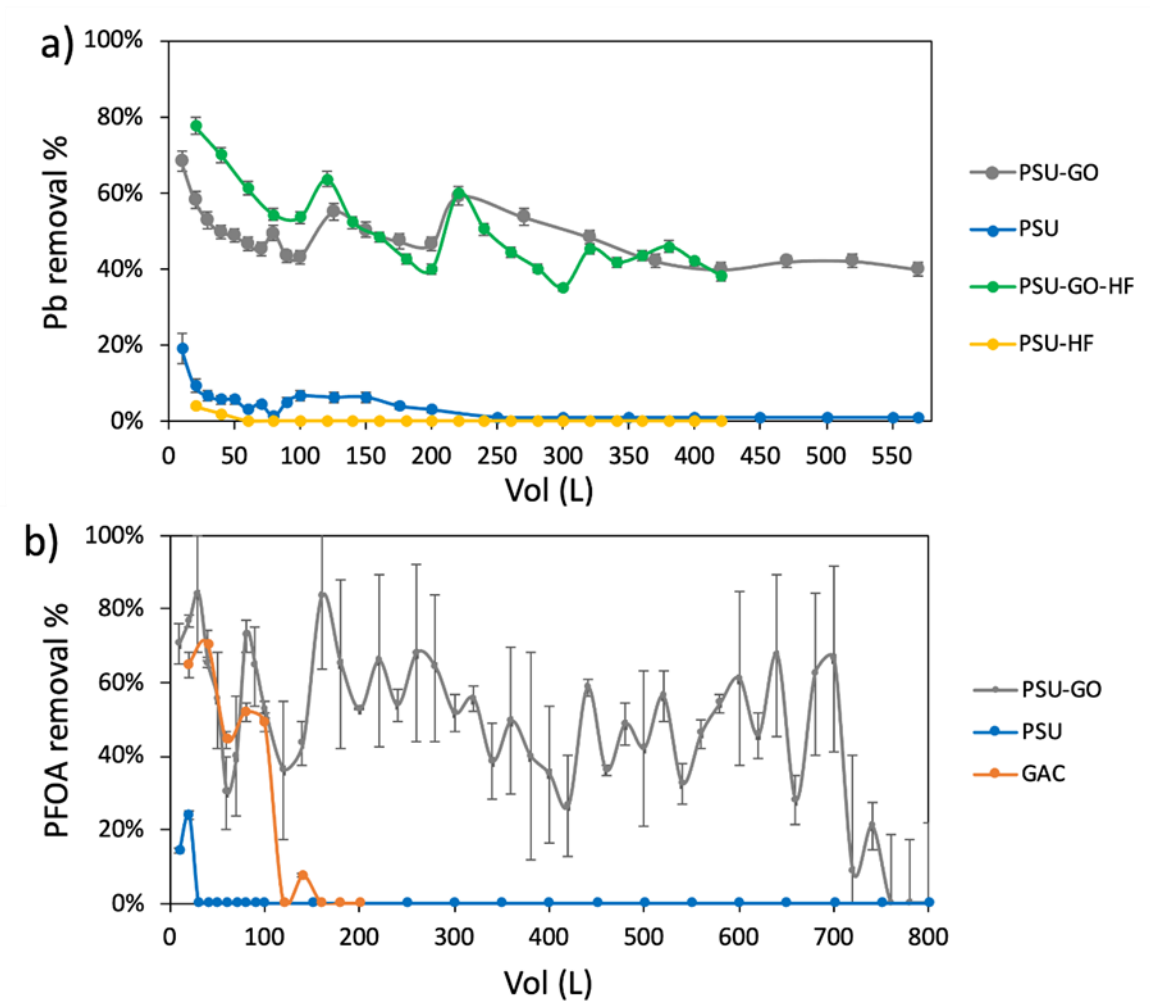 a)
Pb removal %
100%
80%
60%
40%
20%
0%
0 50 100 150 200 250 300 350 400 450 500 550
Vol (L)
PSU-GO
PSU
PSU-GO-HF
PSU-HF
b)
PFOA removal %
100%
80%
60%
40%
20%
0%
0 100 200 300 400 500 600 700 800
Vol (L)
PSU-GO
PSU
GAC